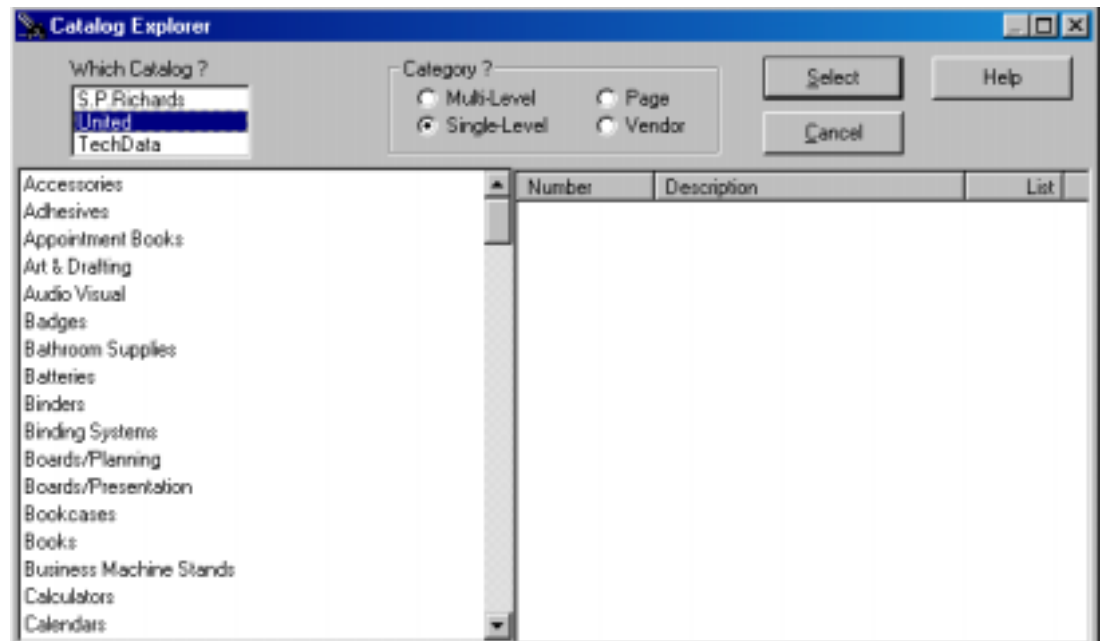 Catalog Explorer
Which Catalog ?
S.P.Richards
United
TechData
Category ?
Multi-Level
Page
Single-Level
Vendor
Select
Cancel
Help
Accessories
Adhesives
Appointment Books
Art & Drafting
Audio Visual
Badges
Bathroom Supplies
Batteries
Binders
Binding Systems
Boards/Planning
Boards/Presentation
Bookcases
Books
Business Machine Stands
Calculators
Calendars
Number Description List